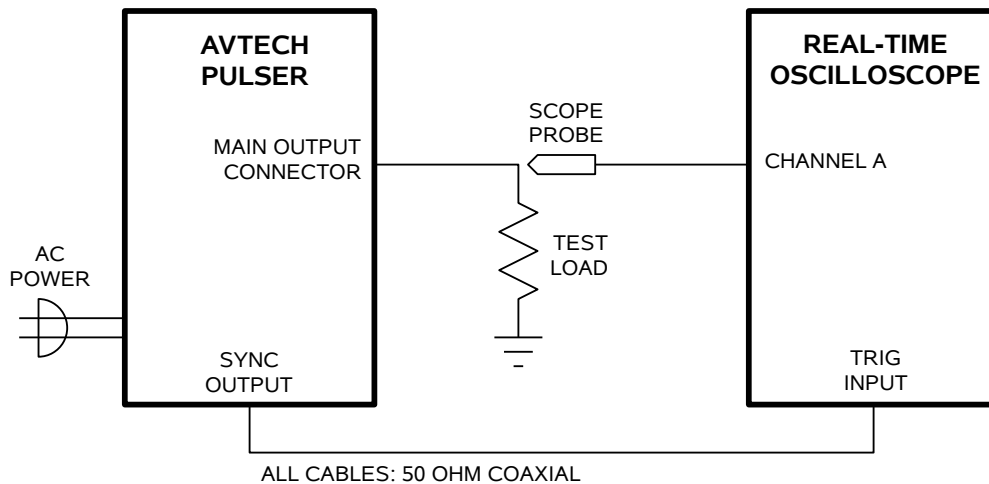 AVTECH
PULSER
MAIN OUTPUT
CONNECTOR
AC
POWER
SYNC
OUTPUT
SCOPE
PROBE
TEST
LOAD
REAL-TIME
OSCILLOSCOPE
CHANNEL A
TRIG
INPUT
ALL CABLES: 50 OHM COAXIAL